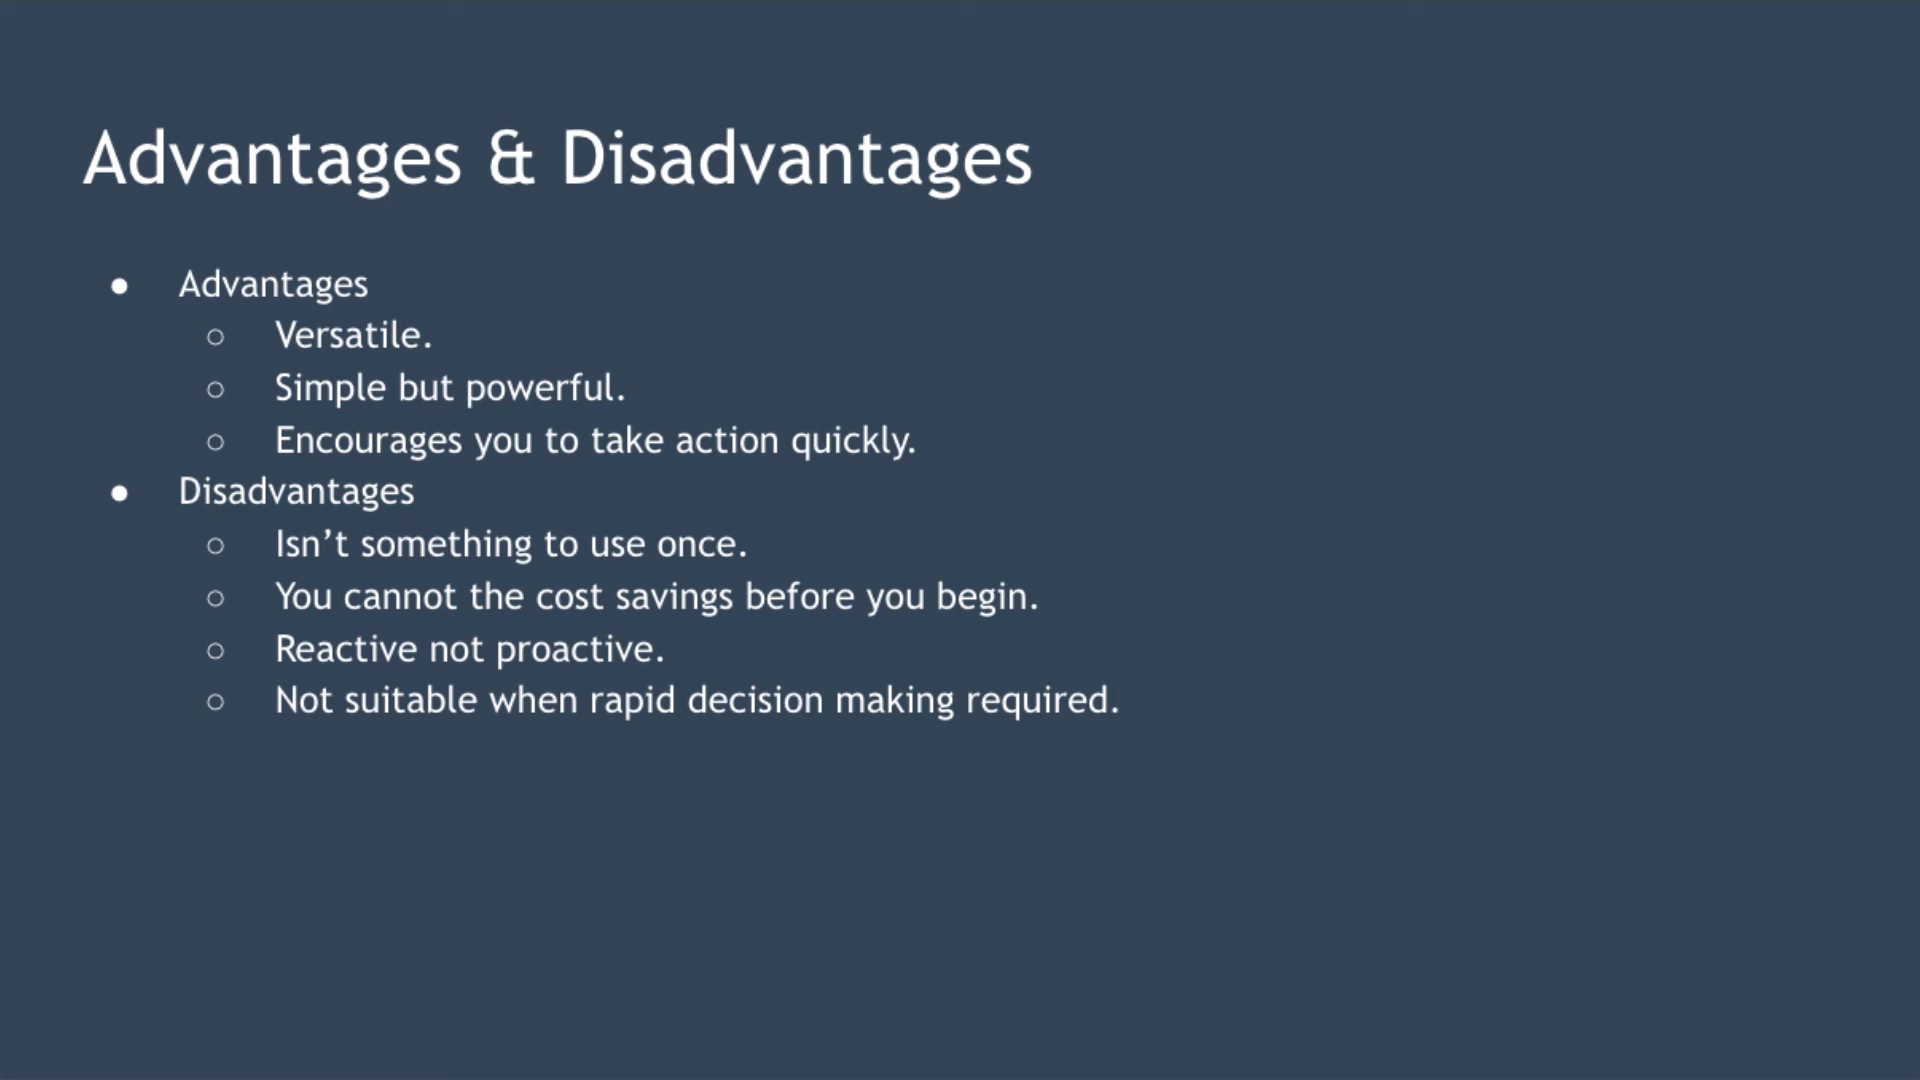 Advantages & Disadvantages
● Advantages
○ Versatile.
○ Simple but powerful.
○ Encourages you to take action quickly.
● Disadvantages
○ Isn’t something to use once.
○ You cannot the cost savings before you begin.
○ Reactive not proactive.
○ Not suitable when rapid decision making required.